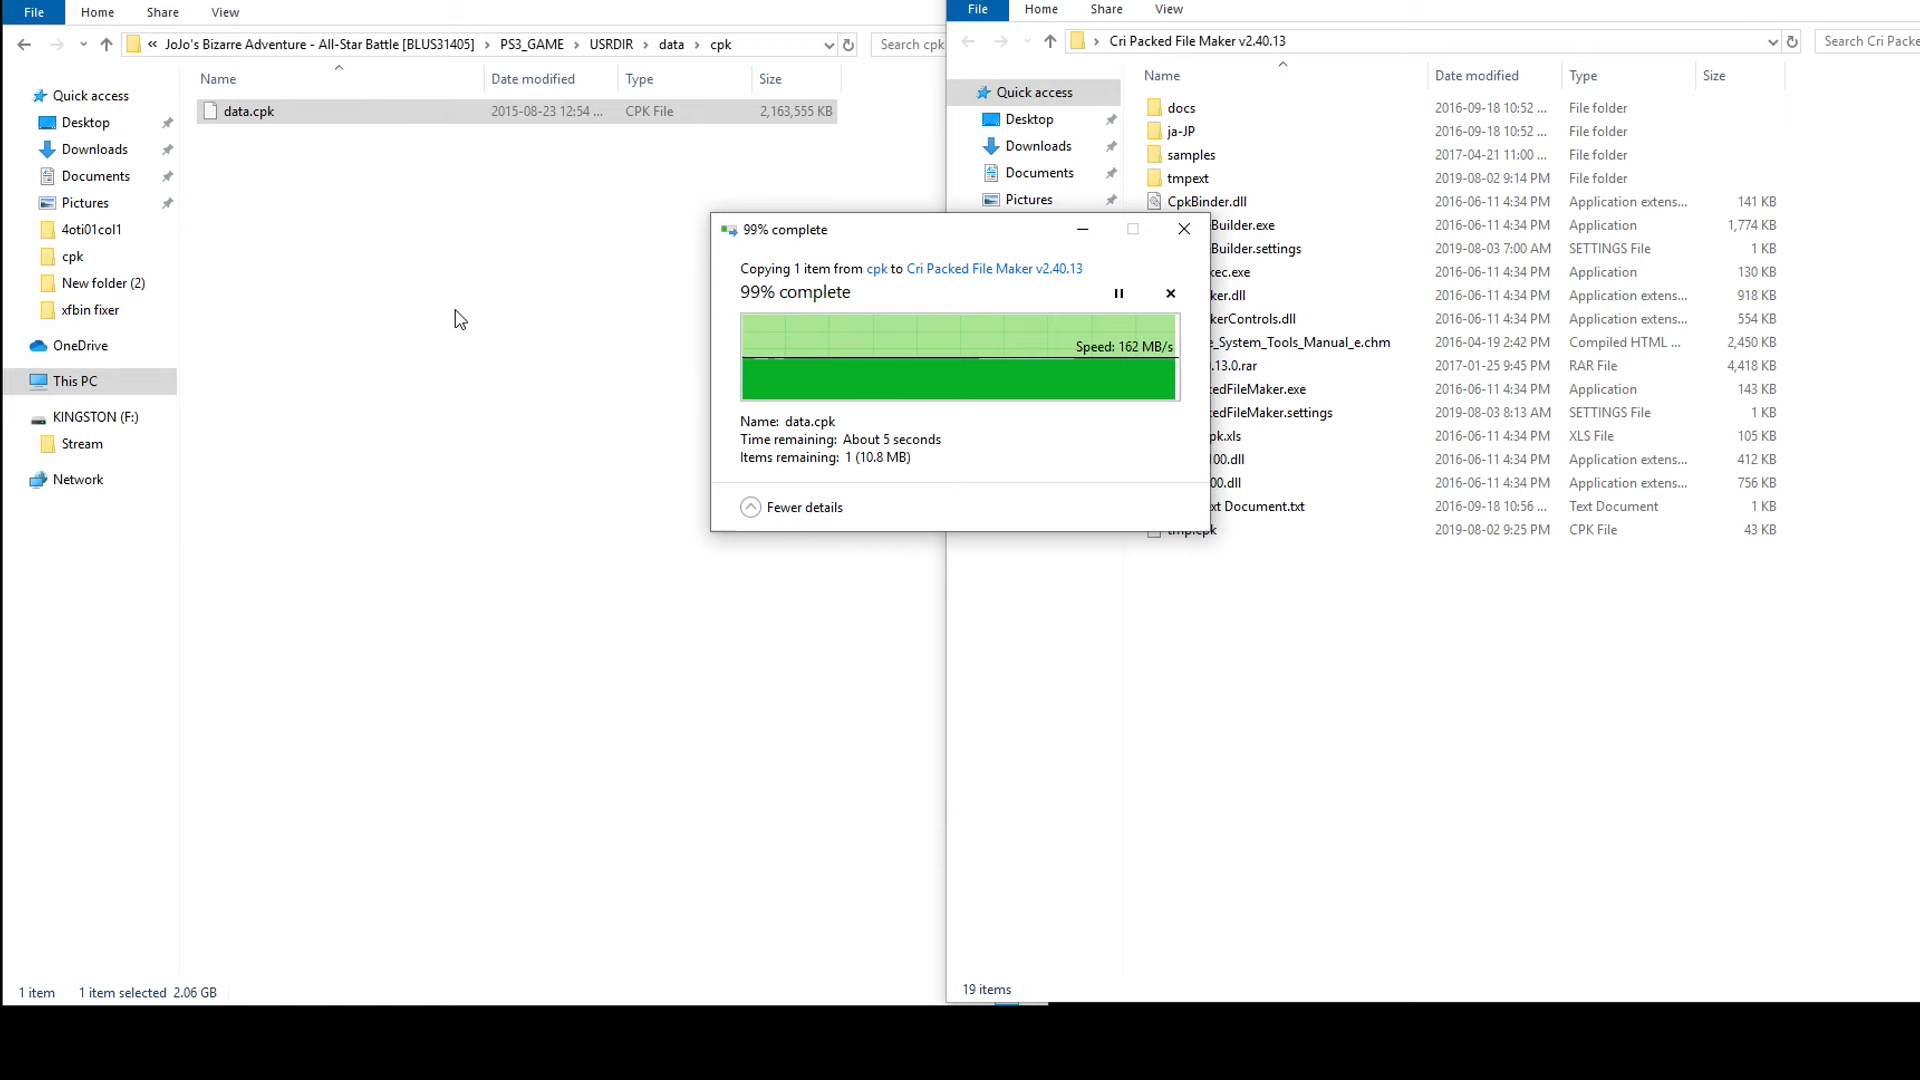 File Home Share View
« JoJo's Bizarre Adventure - All-Star Battle [BLUS31405] > PS3_GAME > USRDIR > data > cpk
Search cpk
Name Date modified Type Size
data.cpk 2015-08-23 12:54 ... CPK File 2,163,555 KB
Quick access
Desktop
Downloads
Documents
Pictures
4oti01col1
cpk
New folder (2)
xfbin fixer
OneDrive
This PC
KINGSTON (F:)
Stream
Network
1 item 1 item selected 2.06 GB
File Home Share View
> Cri Packed File Maker v2.40.13
Search Cri Packe
Name Date modified Type Size
Quick access
Desktop
Downloads
Documents
Pictures
docs 2016-09-18 10:52 ... File folder
ja-JP 2016-09-18 10:52 ... File folder
samples 2017-04-21 11:00 ... File folder
tmpext 2019-08-02 9:14 PM File folder
CpkBinder.dll 2016-06-11 4:34 PM Application extens... 141 KB
Builder.exe 2016-06-11 4:34 PM Application 1,774 KB
Builder.settings 2019-08-03 7:00 AM SETTINGS File 1 KB
ec.exe 2016-06-11 4:34 PM Application 130 KB
ker.dll 2016-06-11 4:34 PM Application extens... 918 KB
kerControls.dll 2016-06-11 4:34 PM Application extens... 554 KB
e_System_Tools_Manual_e.chm 2016-04-19 2:42 PM Compiled HTML ... 2,450 KB
.13.0.rar 2017-01-25 9:45 PM RAR File 4,418 KB
edFileMaker.exe 2016-06-11 4:34 PM Application 143 KB
edFileMaker.settings 2019-08-03 8:13 AM SETTINGS File 1 KB
pk.xls 2016-06-11 4:34 PM XLS File 105 KB
00.dll 2016-06-11 4:34 PM Application extens... 412 KB
00.dll 2016-06-11 4:34 PM Application extens... 756 KB
xt Document.txt 2016-09-18 10:56 ... Text Document 1 KB
tmp.cpk 2019-08-02 9:25 PM CPK File 43 KB
19 items
99% complete
Copying 1 item from cpk to Cri Packed File Maker v2.40.13
99% complete
Speed: 162 MB/s
Name: data.cpk
Time remaining: About 5 seconds
Items remaining: 1 (10.8 MB)
Fewer details